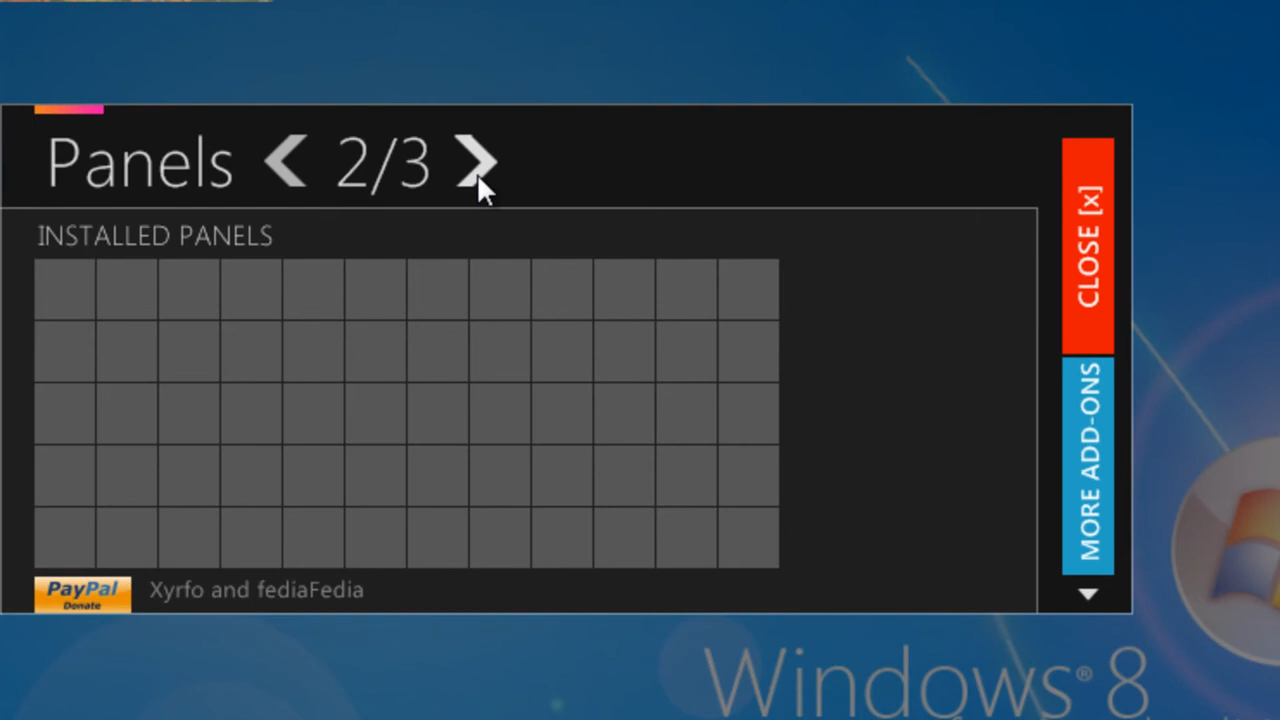 Panels 2/3
INSTALLED PANELS
CLOSE [x]
MORE ADD-ONS
PayPal
Donate
Xyrfo and fediaFedia
Windows® 8